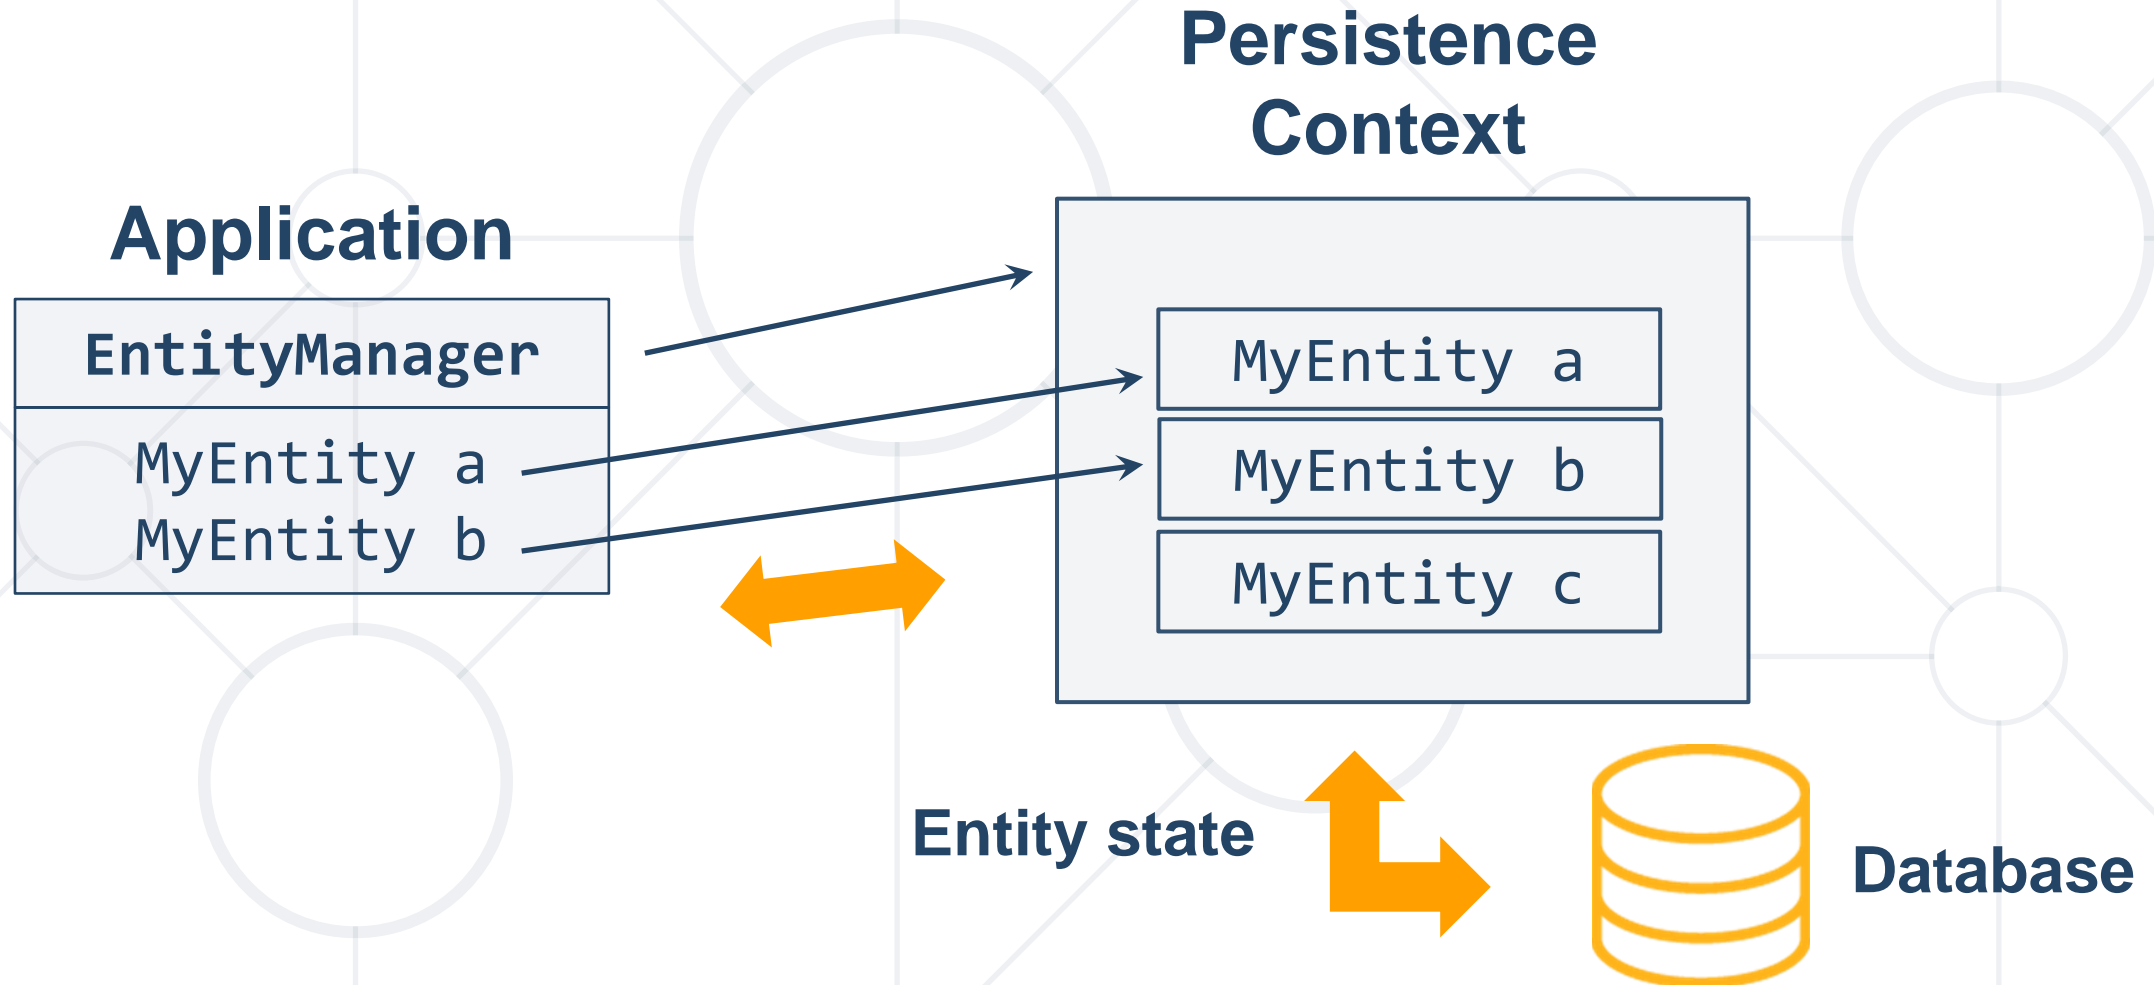 Persistence
Context
Application
EntityManager
MyEntity a
MyEntity b
MyEntity a
MyEntity b
MyEntity c
Entity state
Database